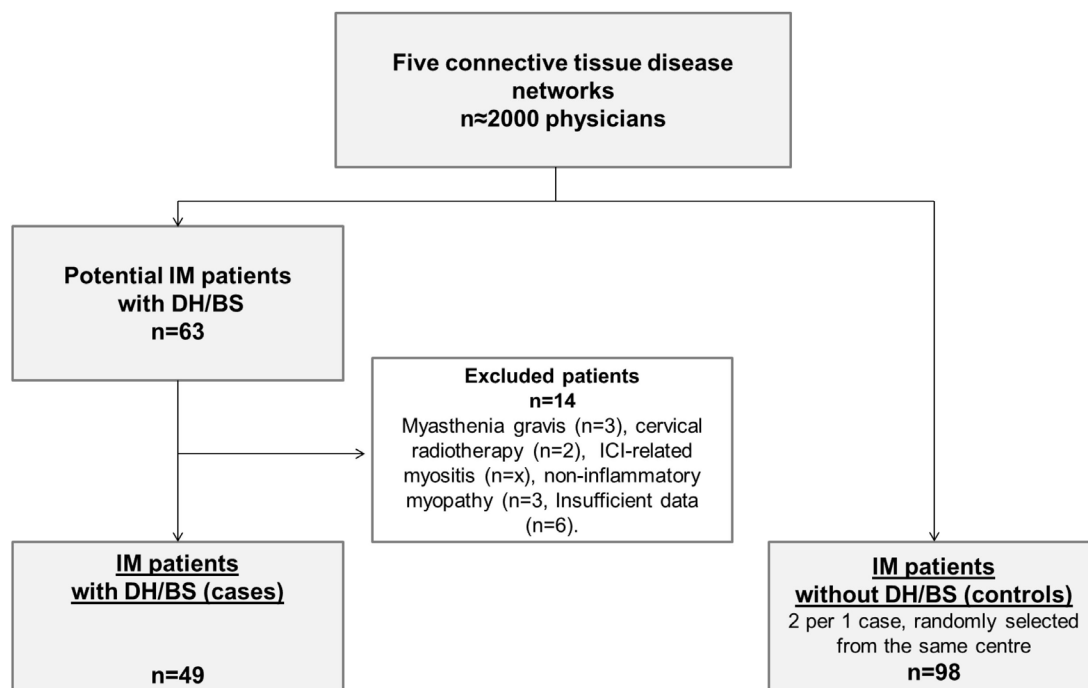 Five connective tissue disease
networks
n≈2000 physicians
Potential IM patients
with DH/BS
n=63
Excluded patients
n=14
Myasthenia gravis (n=3), cervical
radiotherapy (n=2), ICI-related
myositis (n=x), non-inflammatory
myopathy (n=3, Insufficient data
(n=6).
IM patients
with DH/BS (cases)
n=49
IM patients
without DH/BS (controls)
2 per 1 case, randomly selected
from the same centre
n=98